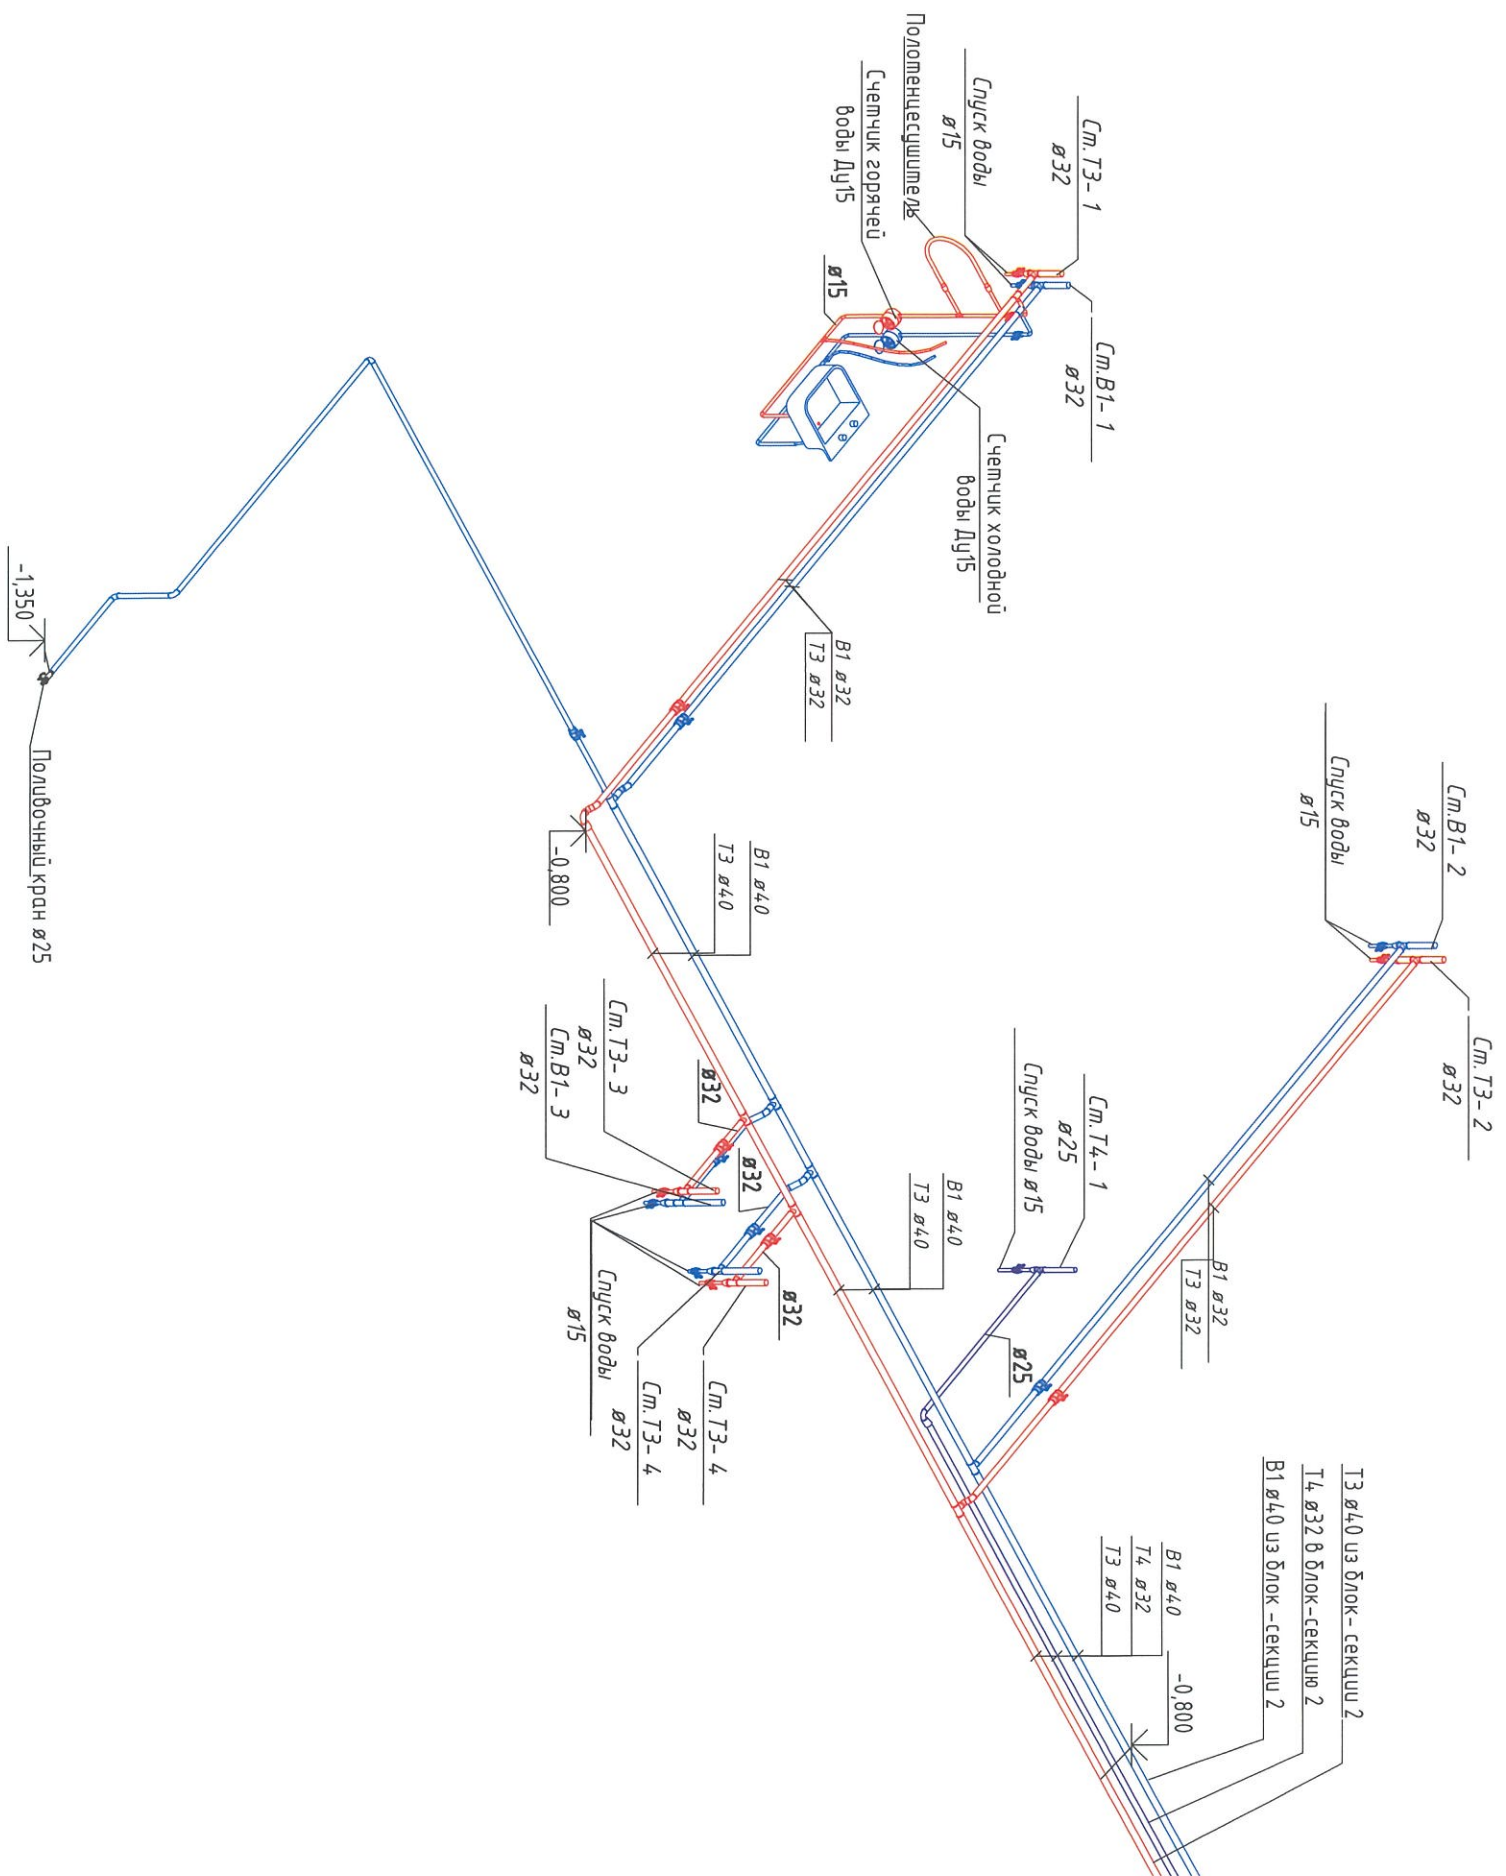 Ст.Т3- 2
ø32
Ст.В1- 2
ø32
Спуск воды
ø15
Т3 ø40 из блок- секции 2
Т4 ø32 в блок-секцию 2
В1 ø40 из блок -секции 2
В1 ø32
Т3 ø32
-0,800
В1 ø40
Т4 ø32
Т3 ø40
Ст.В1- 1
ø32
Ст.Т3- 1
ø32
Спуск воды
ø15
Полотенцесушитель
Счетчик горячей
воды Ду15
Счетчик холодной
воды Ду15
ø15
Ст.Т4- 1
ø25
Спуск воды ø15
ø25
В1 ø40
Т3 ø40
В1 ø32
Т3 ø32
В1 ø40
Т3 ø40
ø32
ø32
ø32
Ст.Т3- 4
ø32
Ст.Т3- 4
ø32
Спуск воды
ø15
Ст.Т3- 3
ø32
Ст.В1- 3
ø32
-0,800
-1,350
Поливочный кран ø25